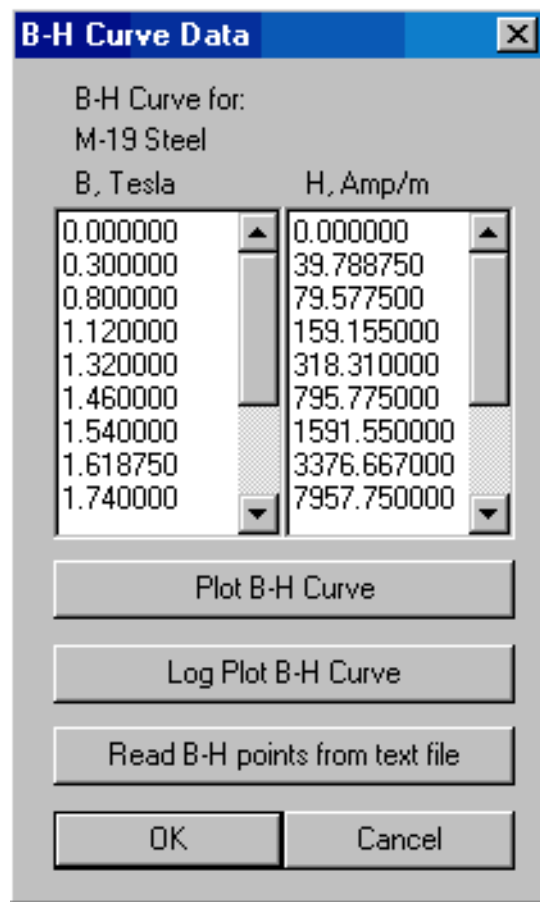 B-H Curve Data
B-H Curve for:
M-19 Steel
B, Tesla H, Amp/m
0.000000 0.000000
0.300000 39.788750
0.800000 79.577500
1.120000 159.155000
1.320000 318.310000
1.460000 795.775000
1.540000 1591.550000
1.618750 3376.667000
1.740000 7957.750000
Plot B-H Curve
Log Plot B-H Curve
Read B-H points from text file
OK Cancel